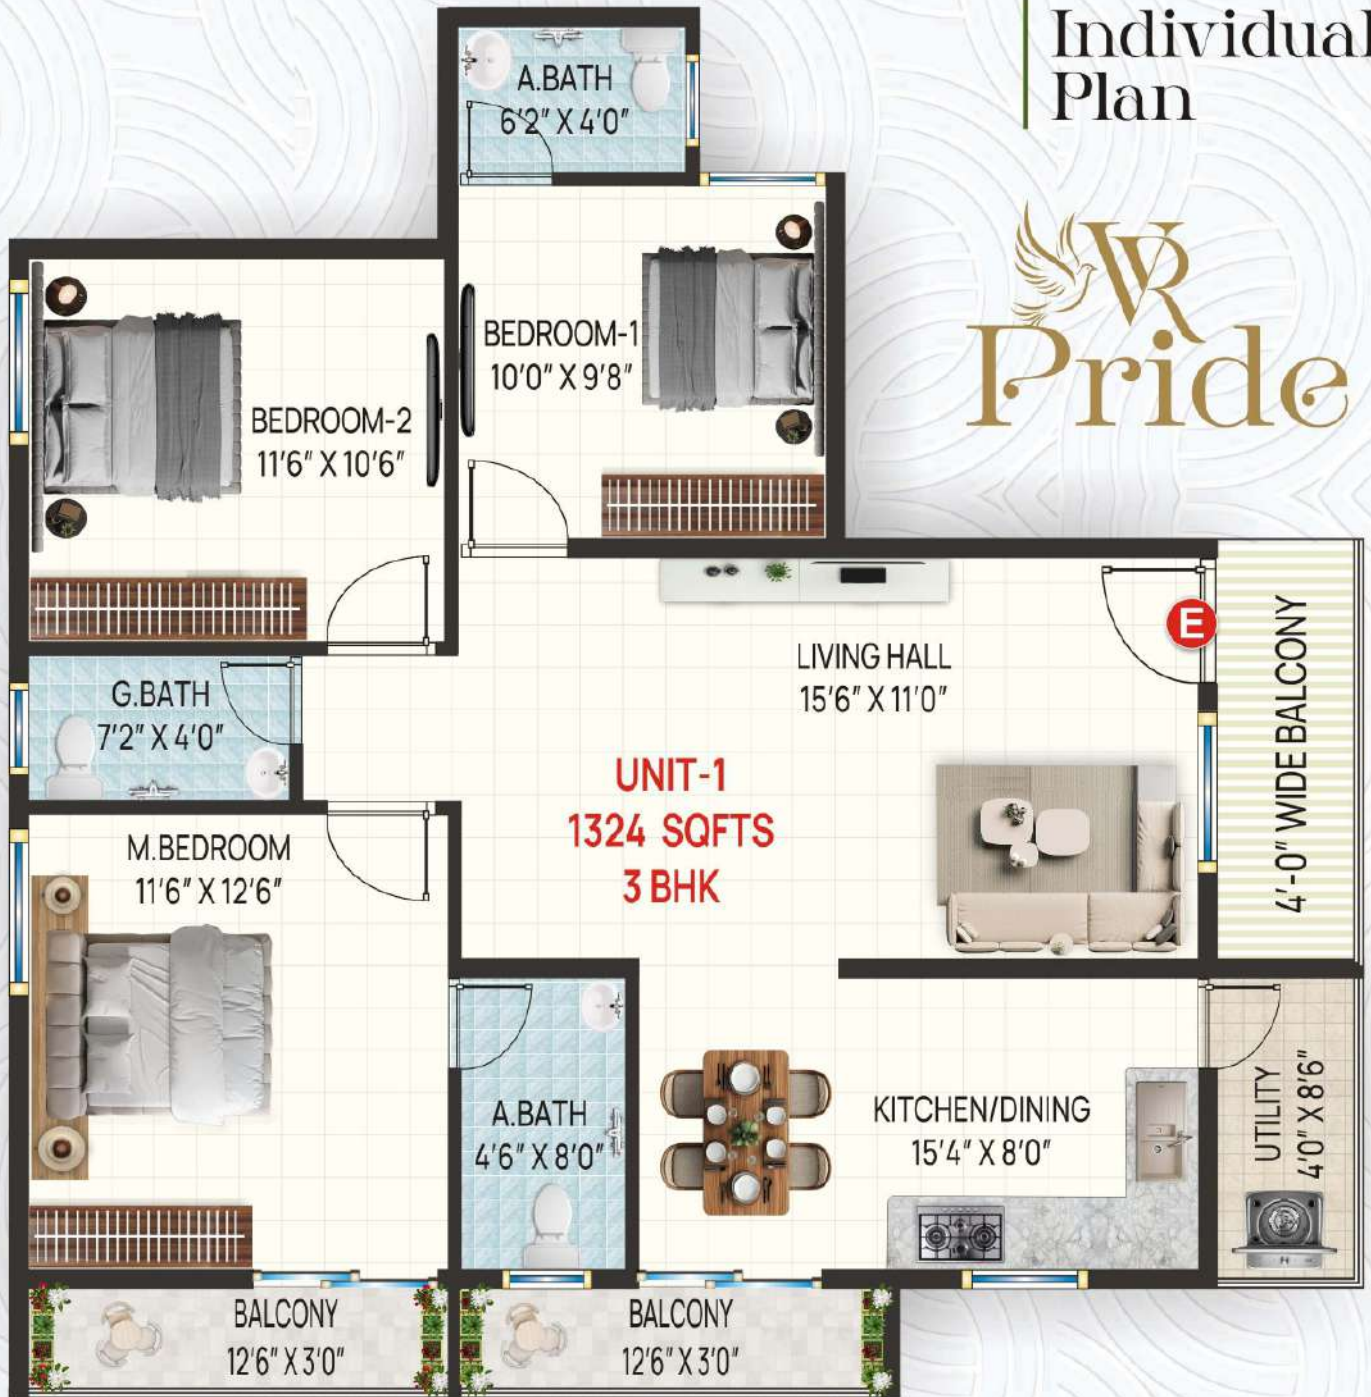 Individual
Plan
VR
Pride
A.BATH
6'2" X 4'0"
BEDROOM-1
10'0" X 9'8"
BEDROOM-2
11'6" X 10'6"
G.BATH
7'2" X 4'0"
LIVING HALL
15'6" X 11'0"
E
4'-0" WIDE BALCONY
UNIT-1
1324 SQFTS
3 BHK
M.BEDROOM
11'6" X 12'6"
A.BATH
4'6" X 8'0"
KITCHEN/DINING
15'4" X 8'0"
UTILITY
4'0" X 8'6"
BALCONY
12'6" X 3'0"
BALCONY
12'6" X 3'0"